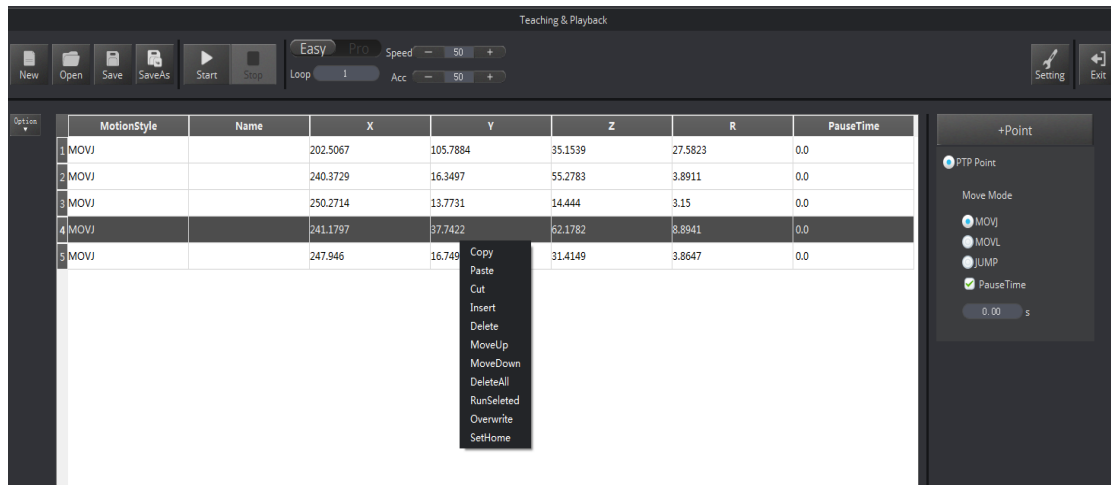 Teaching & Playback
New Open Save SaveAs Start Stop Easy Pro Speed − 50 + Setting Exit
Loop 1 Acc − 50 +
Option
MotionStyle Name X Y Z R PauseTime
1 MOVJ 202.5067 105.7884 35.1539 27.5823 0.0
2 MOVJ 240.3729 16.3497 55.2783 3.8911 0.0
3 MOVJ 250.2714 13.7731 14.444 3.15 0.0
4 MOVJ 241.1797 37.7422 62.1782 8.8941 0.0
5 MOVJ 247.946 16.749 31.4149 3.8647 0.0
Copy
Paste
Cut
Insert
Delete
MoveUp
MoveDown
DeleteAll
RunSeleted
Overwrite
SetHome
+Point
PTP Point
Move Mode
MOVJ
MOVL
JUMP
PauseTime
0.00 s